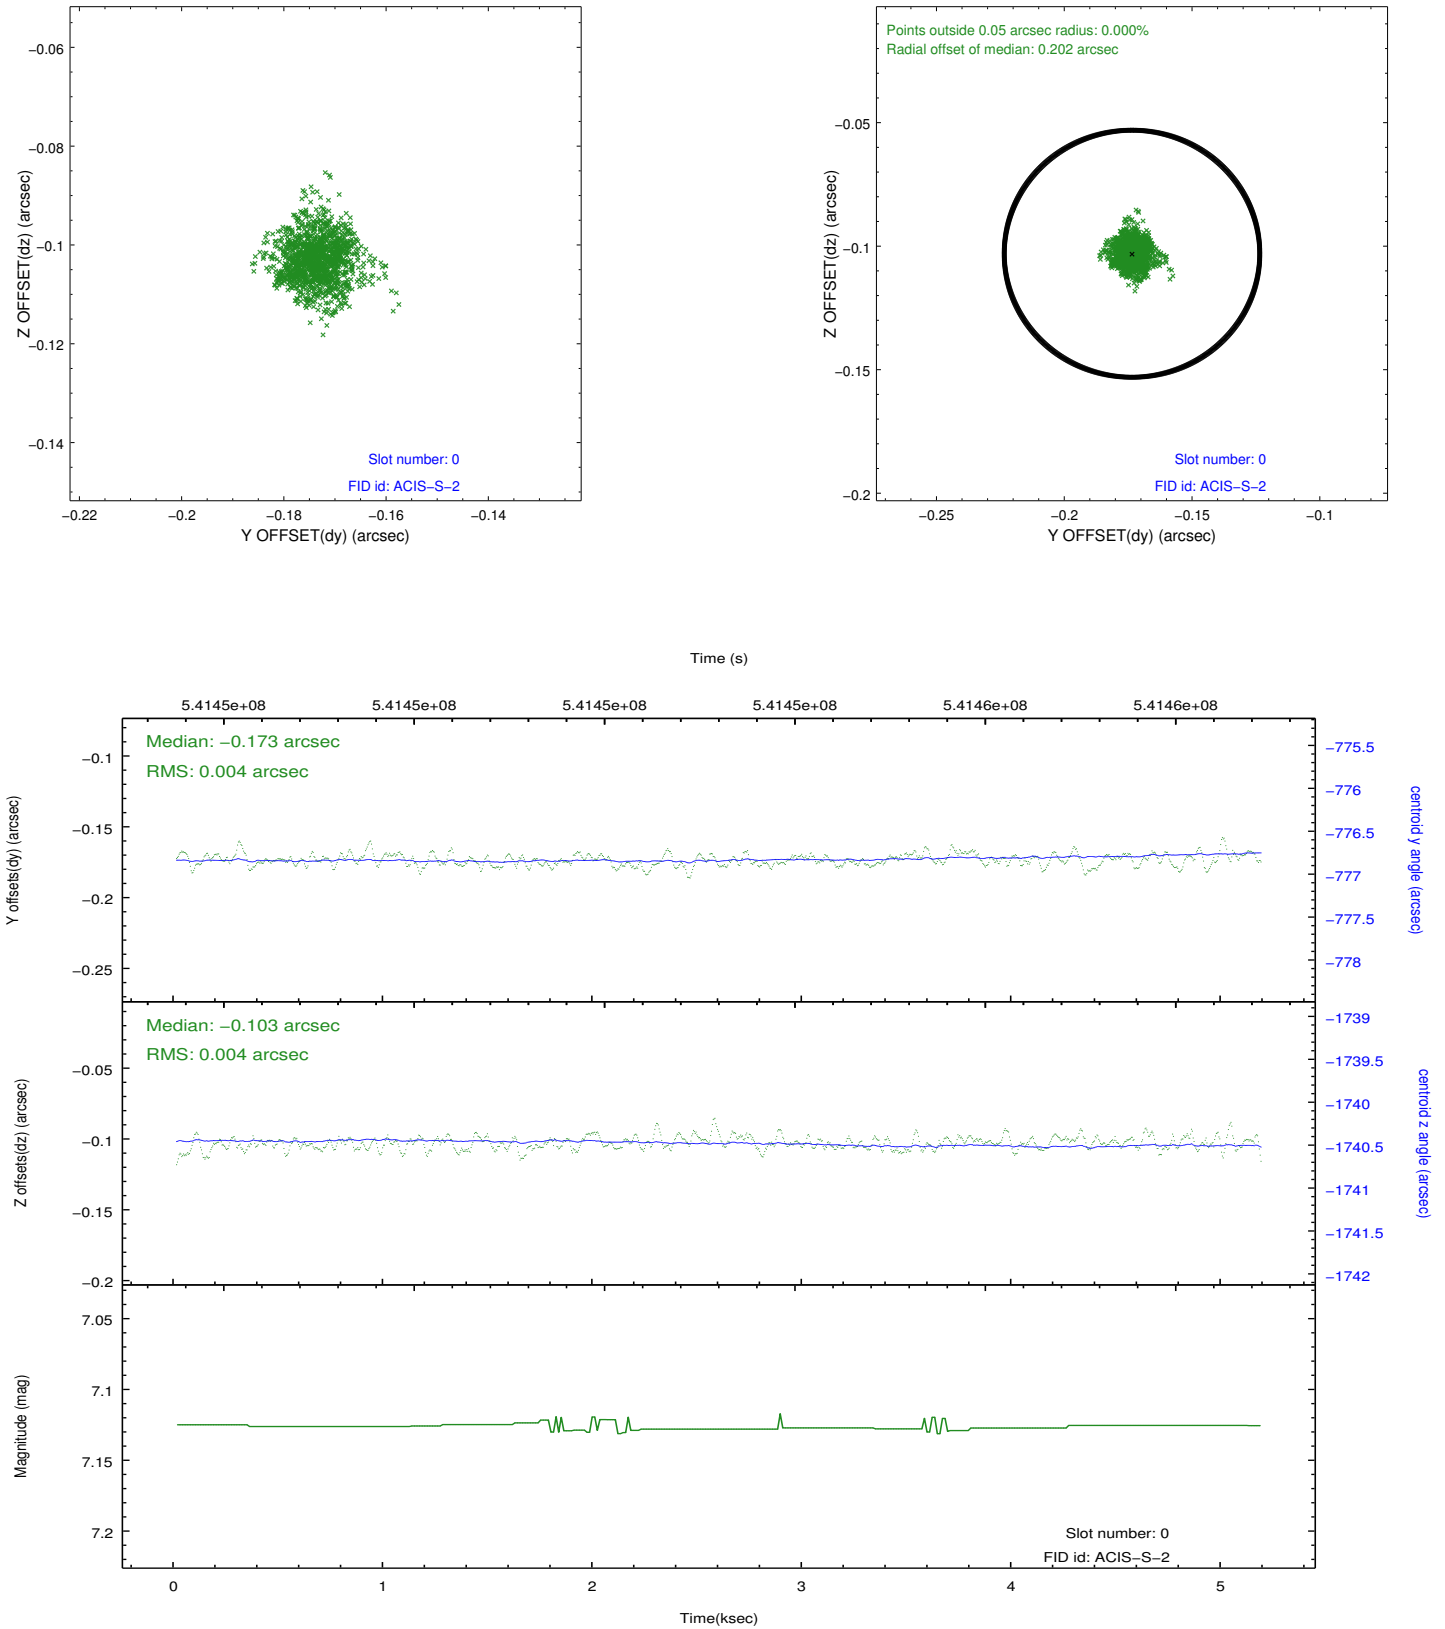 −0.06
−0.08
−0.1
−0.12
−0.14
Z OFFSET(dz) (arcsec)
Slot number: 0
FID id: ACIS−S−2
−0.22
−0.2
−0.18
−0.16
−0.14
Y OFFSET(dy) (arcsec)
Points outside 0.05 arcsec radius: 0.000%
Radial offset of median: 0.202 arcsec
−0.05
−0.1
−0.15
−0.2
Z OFFSET(dz) (arcsec)
Slot number: 0
FID id: ACIS−S−2
−0.25
−0.2
−0.15
−0.1
Y OFFSET(dy) (arcsec)
Time (s)
5.4145e+08
5.4145e+08
5.4145e+08
5.4145e+08
5.4146e+08
5.4146e+08
Median: −0.173 arcsec
RMS: 0.004 arcsec
−0.1
−0.15
−0.2
−0.25
Y offsets(dy) (arcsec)
−775.5
−776
−776.5
−777
−777.5
−778
centroid y angle (arcsec)
Median: −0.103 arcsec
RMS: 0.004 arcsec
−0.05
−0.1
−0.15
−0.2
Z offsets(dz) (arcsec)
−1739
−1739.5
−1740
−1740.5
−1741
−1741.5
−1742
centroid z angle (arcsec)
7.05
7.1
7.15
7.2
Magnitude (mag)
Slot number: 0
FID id: ACIS−S−2
0
1
2
3
4
5
Time(ksec)